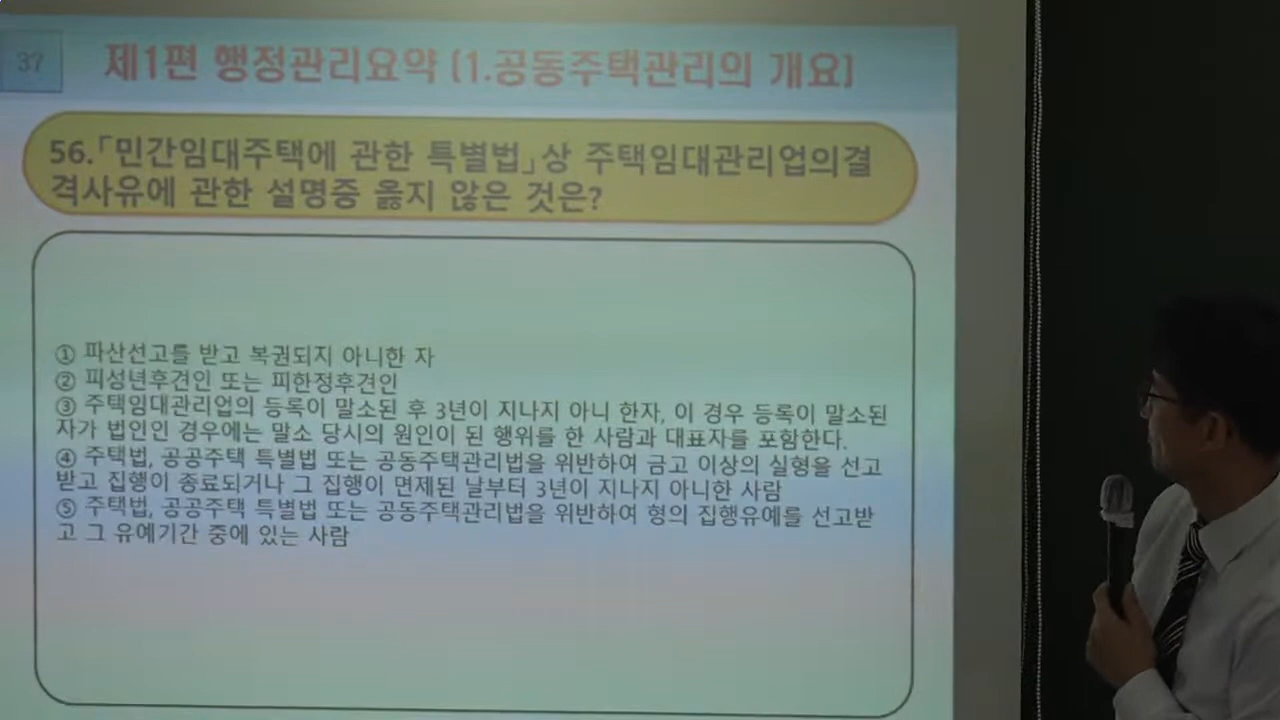 37
제1편 행정관리요약 [1.공동주택관리의 개요]
56.「민간임대주택에 관한 특별법」상 주택임대관리업의결
격사유에 관한 설명중 옳지 않은 것은?
① 파산선고를 받고 복권되지 아니한 자
② 피성년후견인 또는 피한정후견인
③ 주택임대관리업의 등록이 말소된 후 3년이 지나지 아니 한자, 이 경우 등록이 말소된
자가 법인인 경우에는 말소 당시의 원인이 된 행위를 한 사람과 대표자를 포함한다.
④ 주택법, 공공주택 특별법 또는 공동주택관리법을 위반하여 금고 이상의 실형을 선고
받고 집행이 종료되거나 그 집행이 면제된 날부터 3년이 지나지 아니한 사람
⑤ 주택법, 공공주택 특별법 또는 공동주택관리법을 위반하여 형의 집행유예를 선고받
고 그 유예기간 중에 있는 사람